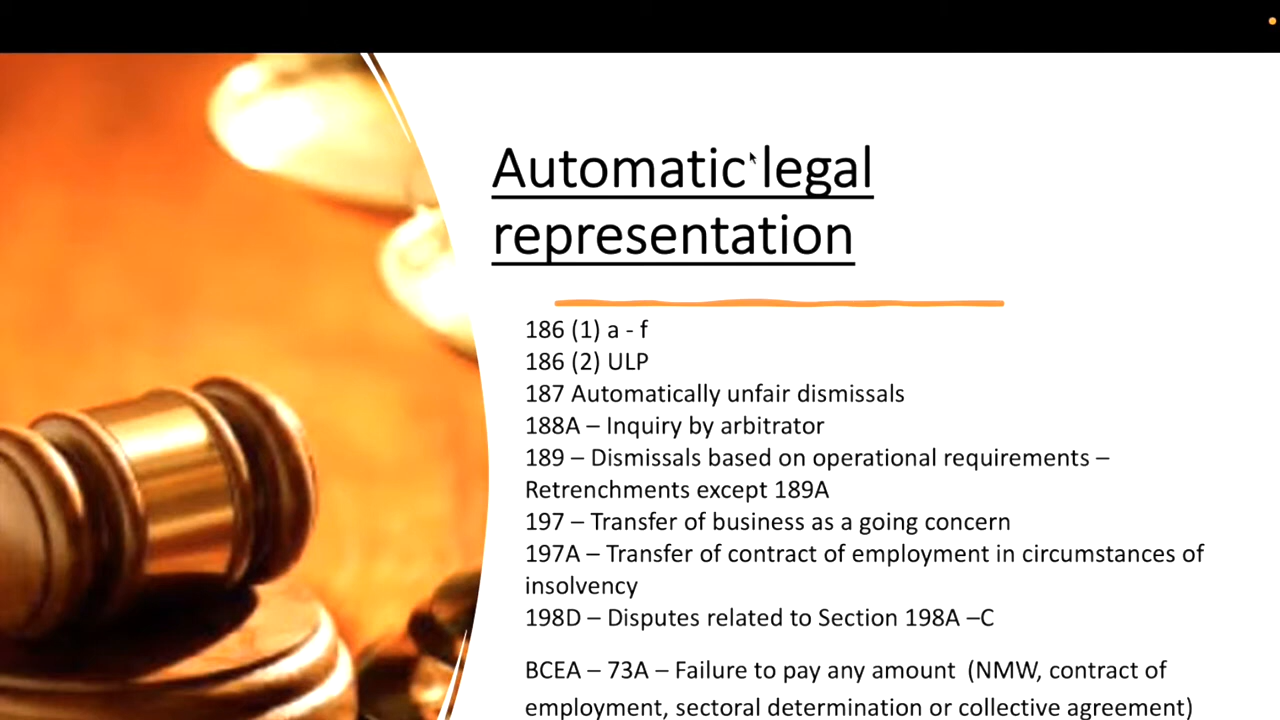 Automatic legal
representation
186 (1) a - f
186 (2) ULP
187 Automatically unfair dismissals
188A – Inquiry by arbitrator
189 – Dismissals based on operational requirements –
Retrenchments except 189A
197 – Transfer of business as a going concern
197A – Transfer of contract of employment in circumstances of
insolvency
198D – Disputes related to Section 198A –C
BCEA – 73A – Failure to pay any amount (NMW, contract of
employment, sectoral determination or collective agreement)